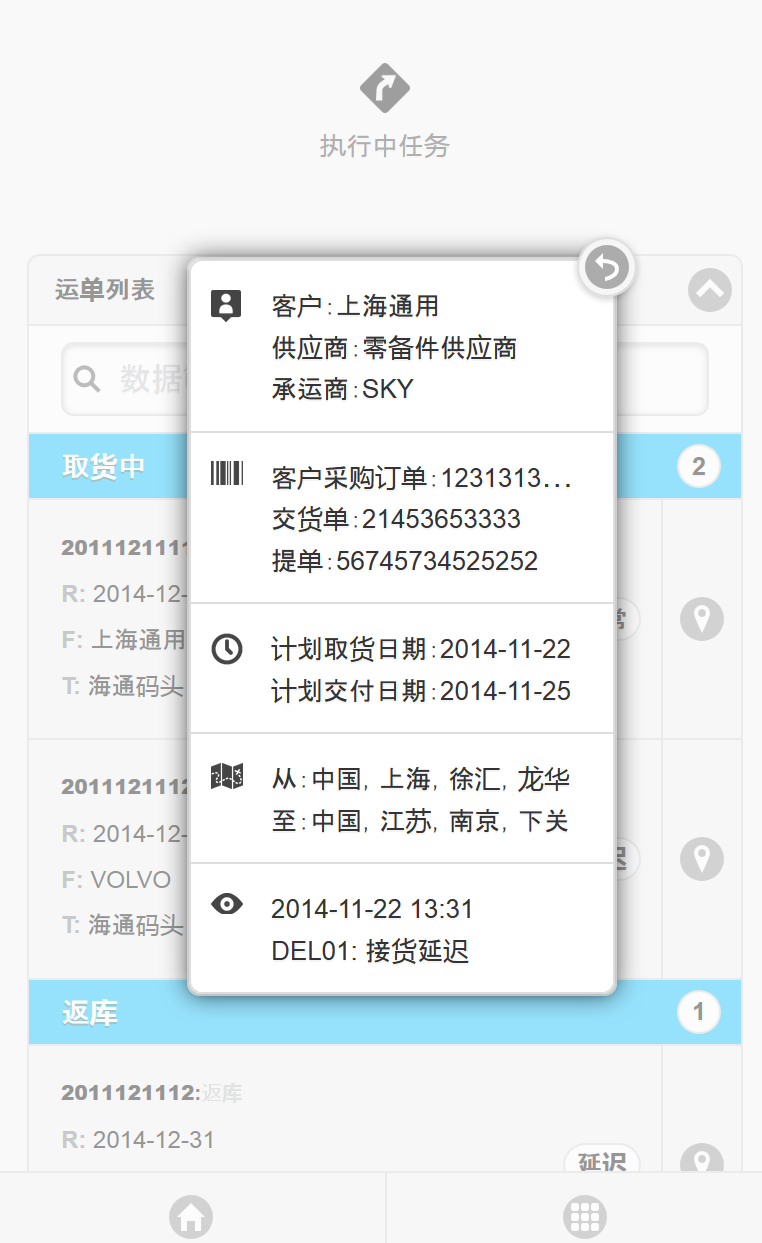 执行中任务
运单列表
数据
客户:上海通用
供应商:零备件供应商
承运商:SKY
取货中
2
客户采购订单:1231313...
交货单:21453653333
提单:56745734525252
2011121111
R: 2014-12-
F: 上海通用
T: 海通码头
常
计划取货日期:2014-11-22
计划交付日期:2014-11-25
从:中国, 上海, 徐汇, 龙华
至:中国, 江苏, 南京, 下关
2011121112
R: 2014-12-
F: VOLVO
T: 海通码头
迟
2014-11-22 13:31
DEL01: 接货延迟
返库
1
2011121112:返库
R: 2014-12-31
延迟